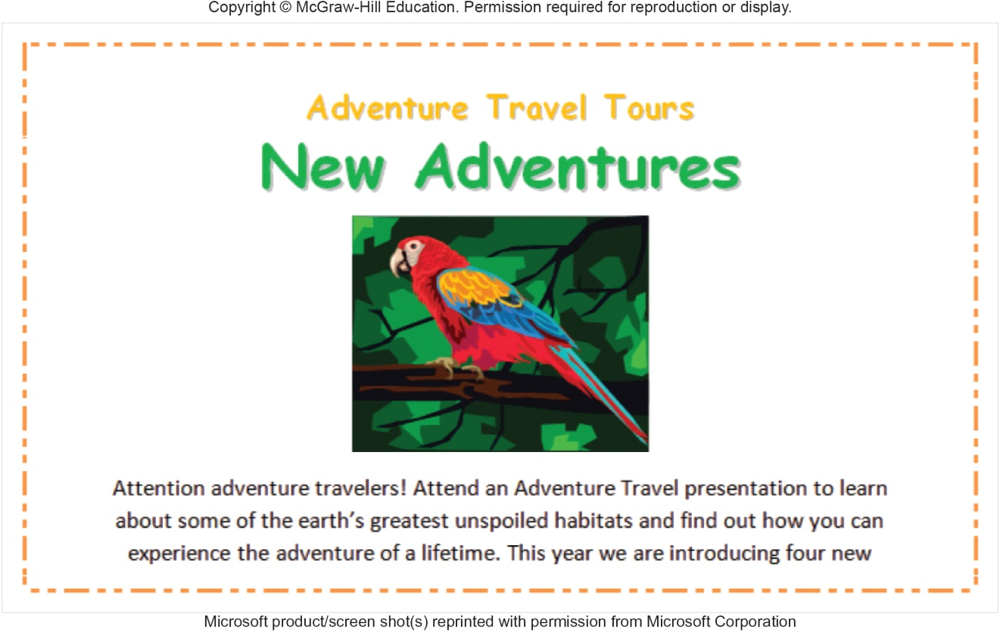 Copyright © McGraw-Hill Education. Permission required for reproduction or display.
Adventure Travel Tours
New Adventures
Attention adventure travelers! Attend an Adventure Travel presentation to learn
about some of the earth’s greatest unspoiled habitats and find out how you can
experience the adventure of a lifetime. This year we are introducing four new
Microsoft product/screen shot(s) reprinted with permission from Microsoft Corporation